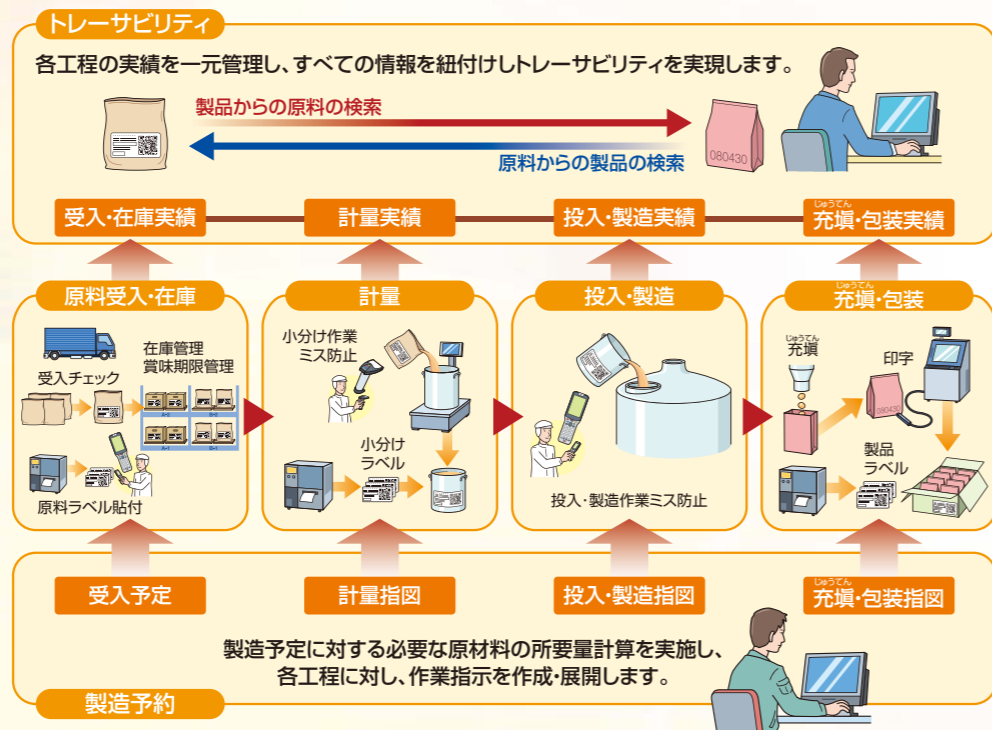 トレーサビリティ
各工程の実績を一元管理し、すべての情報を紐付けしトレーサビリティを実現します。
製品からの原料の検索
原料からの製品の検索
080430
受入・在庫実績
計量実績
投入・製造実績
じゅうてん
充塡・包装実績
原料受入・在庫
受入チェック
在庫管理
賞味期限管理
原料ラベル貼付
計量
小分け作業
ミス防止
小分け
ラベル
投入・製造
投入・製造作業ミス防止
じゅうてん
充塡・包装
じゅうてん
充塡
印字
080430
製品
ラベル
受入予定
計量指図
投入・製造指図
じゅうてん
充塡・包装指図
製造予定に対する必要な原材料の所要量計算を実施し、
各工程に対し、作業指示を作成・展開します。
製造予約